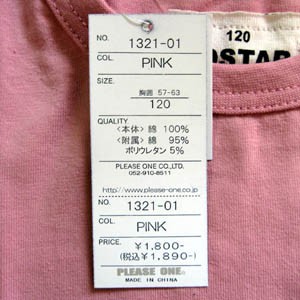 120
OSTAR
NO. 1321-01
COL. PINK
SIZE.
胸囲 57-63
120
QUALITY.
<本体> 綿 100%
<附属> 綿 95%
ポリウレタン 5%
PLEASE ONE CO.,LTD.
052-910-8511
http://www.please-one.co.jp
NO. 1321-01
COL. PINK
PRICE. ¥1,800-
(税込¥1,890-)
PLEASE ONE.
MADE IN CHINA